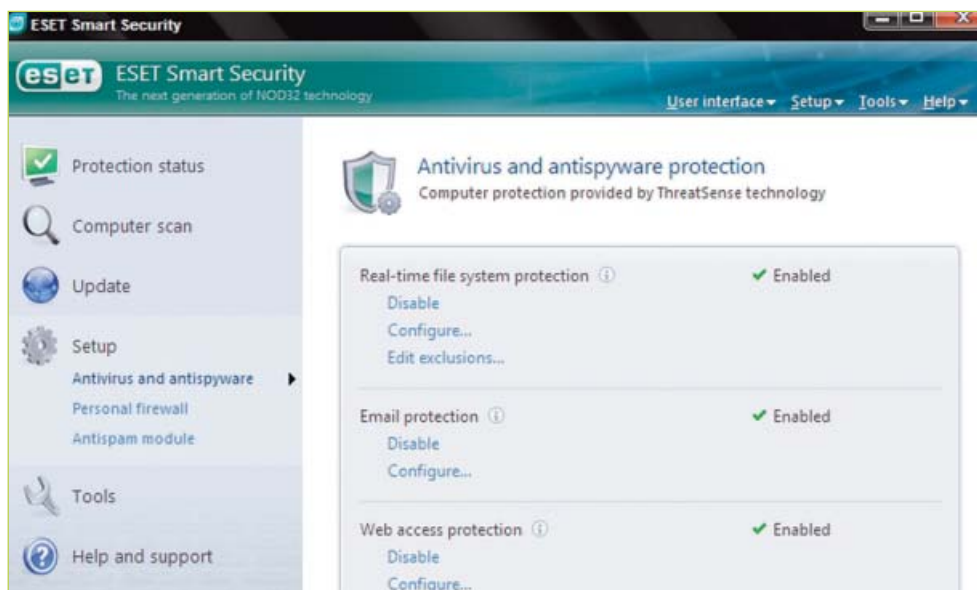 ESET Smart Security
eseT ESET Smart Security
The next generation of NOD32 technology
User interface Setup Tools Help
Protection status
Computer scan
Update
Setup
Antivirus and antispyware
Personal firewall
Antispam module
Tools
Help and support
Antivirus and antispyware protection
Computer protection provided by ThreatSense technology
Real-time file system protection Enabled
Disable
Configure...
Edit exclusions...
Email protection Enabled
Disable
Configure...
Web access protection Enabled
Disable
Configure...